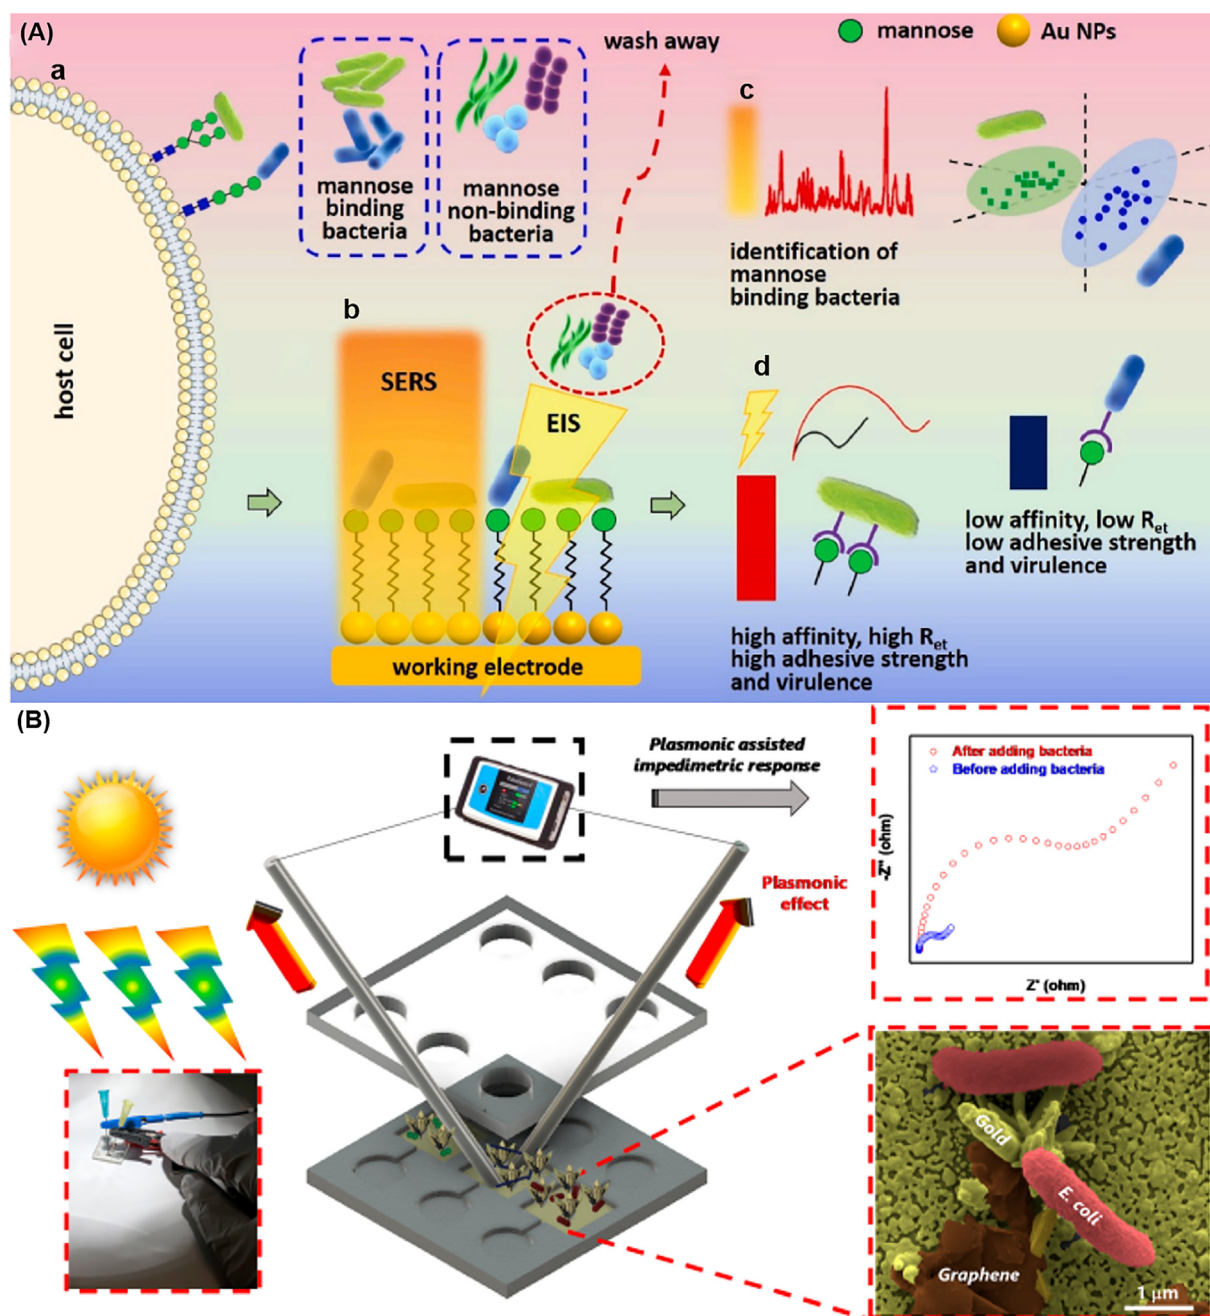 (A)
a
mannose
binding
bacteria
mannose
non-binding
bacteria
wash away
mannose
Au NPs
c
identification of
mannose
binding bacteria
host cell
b
SERS
EIS
working electrode
d
high affinity, high Ret
high adhesive strength
and virulence
low affinity, low Ret
low adhesive strength
and virulence
(B)
Plasmonic assisted
impedimetric response
Plasmonic
effect
After adding bacteria
Before adding bacteria
-Z" (ohm)
Z' (ohm)
Gold
E. coli
Graphene
1 μm